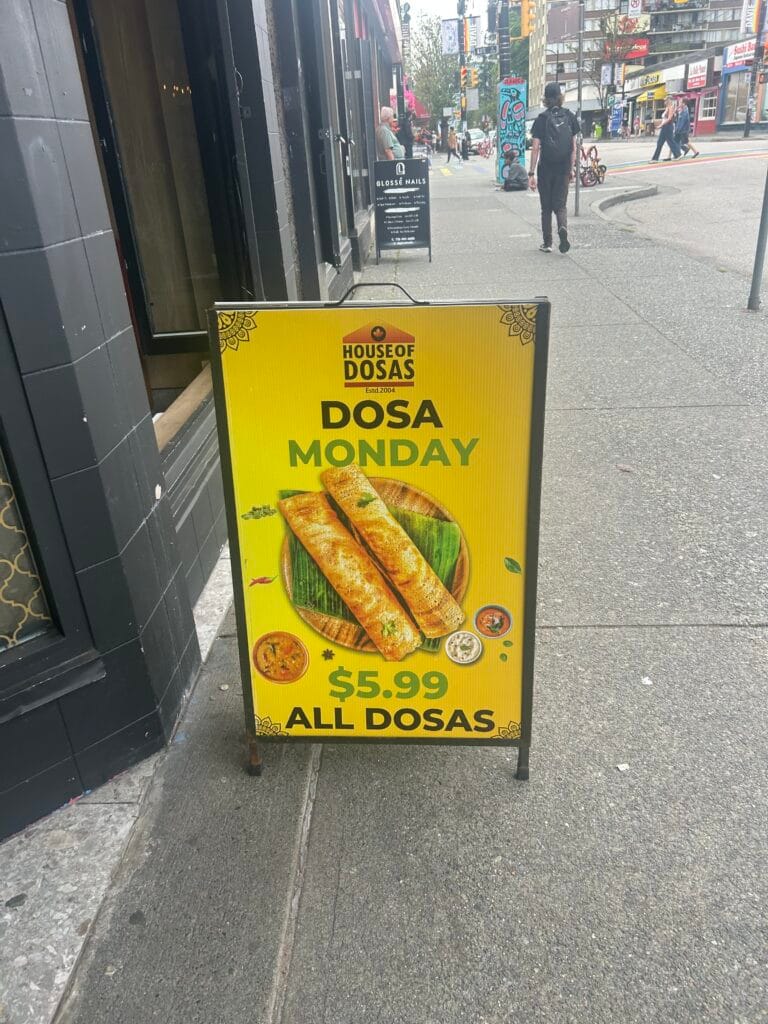 HOUSE OF
DOSAS
Estd.2004
DOSA
MONDAY
$5.99
ALL DOSAS
GLOSSÉ NAILS